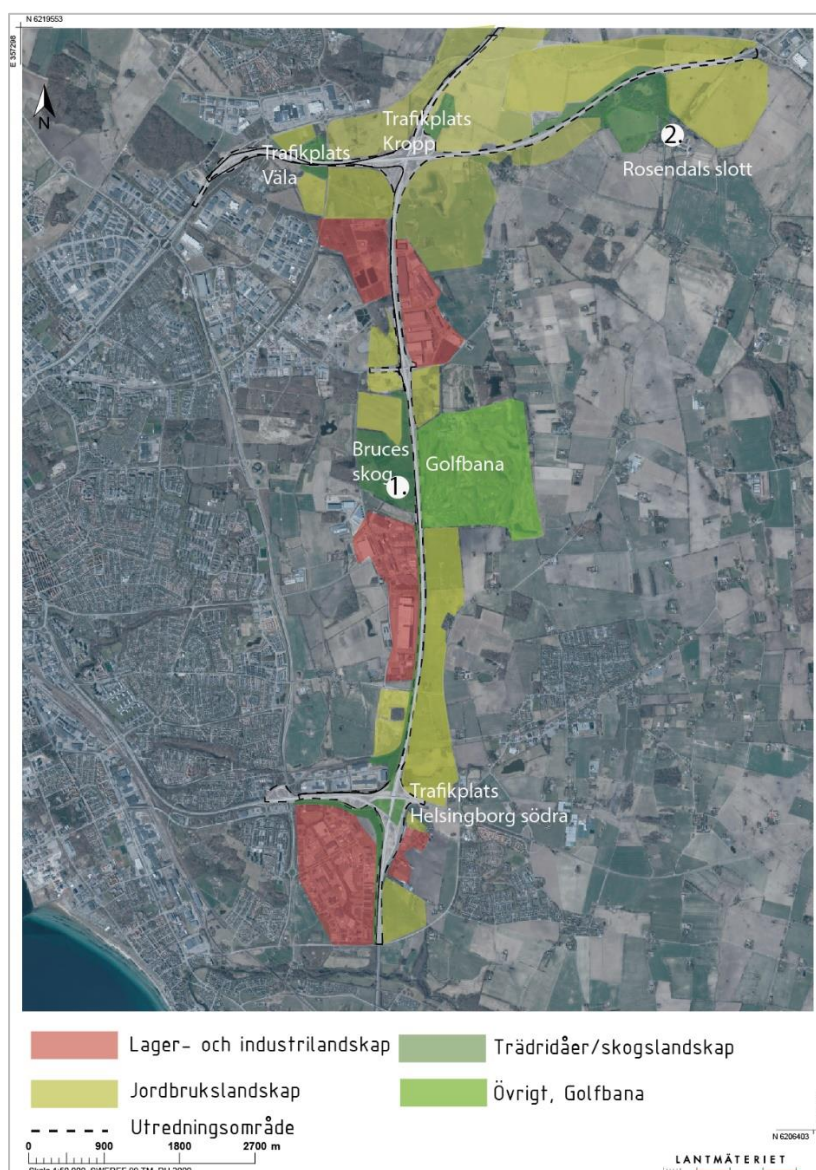 N 6219553
E 357298
N
Trafikplats
Kropp
Trafikplats
Väla
2.
Rosendals slott
Bruces
skog
1.
Golfbana
Trafikplats
Helsingborg södra
Lager- och industrilandskap
Trädridåer/skogslandskap
Jordbrukslandskap
Övrigt, Golfbana
Utredningsområde
N 6206403
0 900 1800 2700 m
LANTMÄTERIET